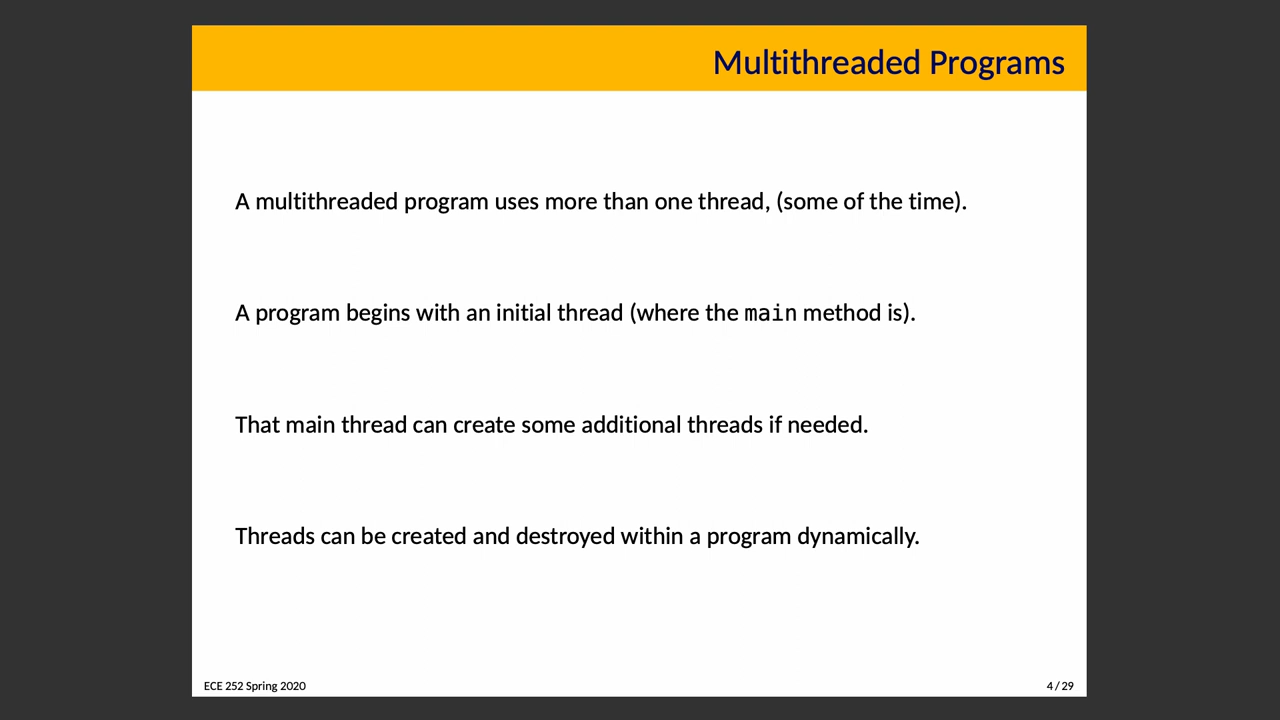 Multithreaded Programs
A multithreaded program uses more than one thread, (some of the time).
A program begins with an initial thread (where the main method is).
That main thread can create some additional threads if needed.
Threads can be created and destroyed within a program dynamically.
ECE 252 Spring 2020
4 / 29